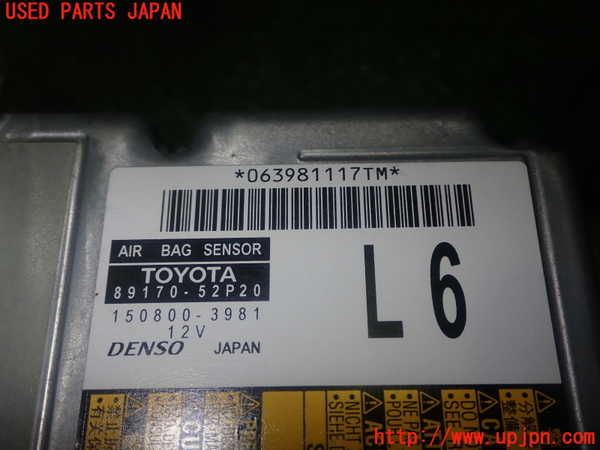 USED PARTS JAPAN
*063981117TM*
AIR BAG SENSOR
TOYOTA
89170-52P20
150800-3981
12V
DENSO JAPAN
L6
NICHT
http://www.upjpn.com/